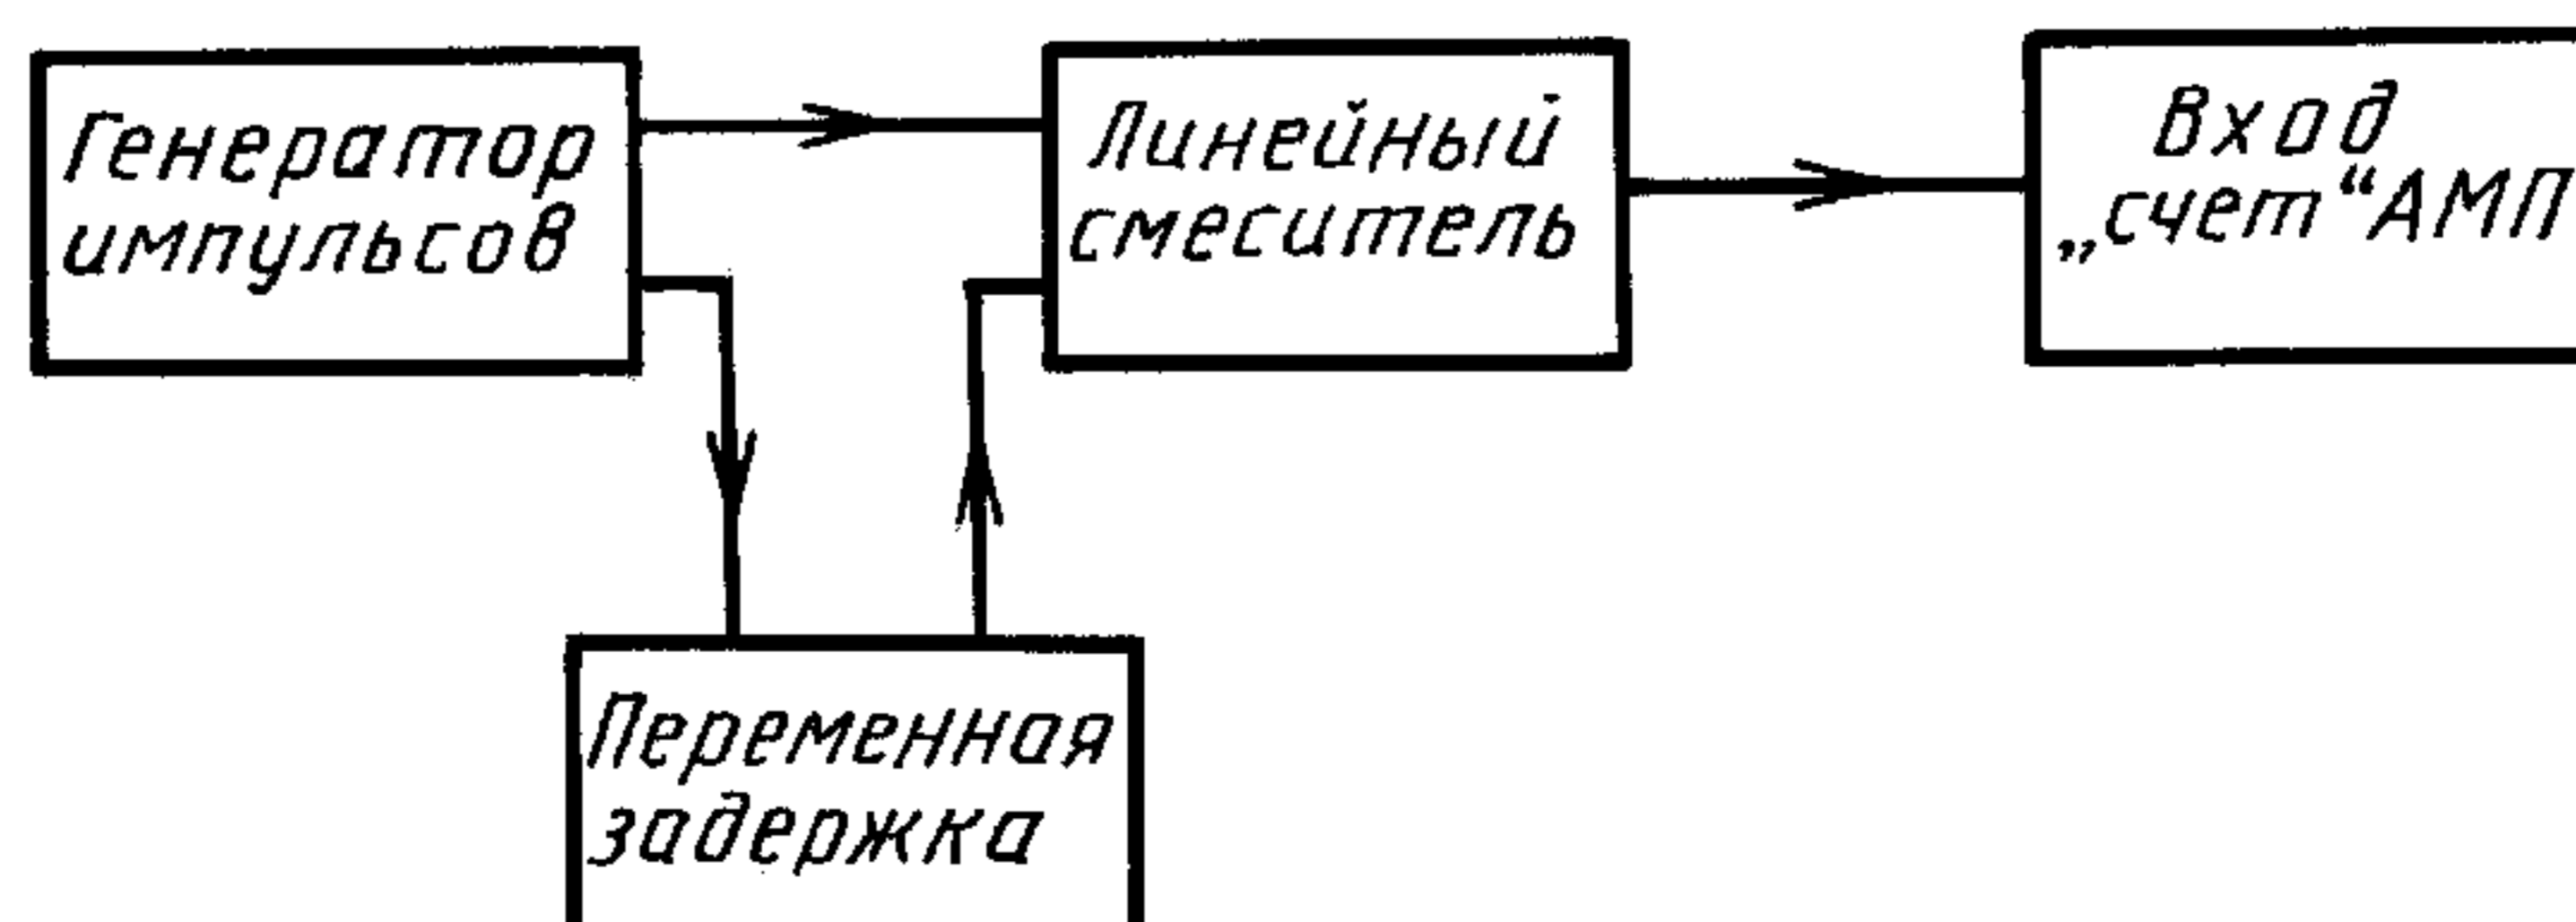 Генератор
импульсов
Линейный
смеситель
Вход
„счет“ АМП
Переменная
задержка